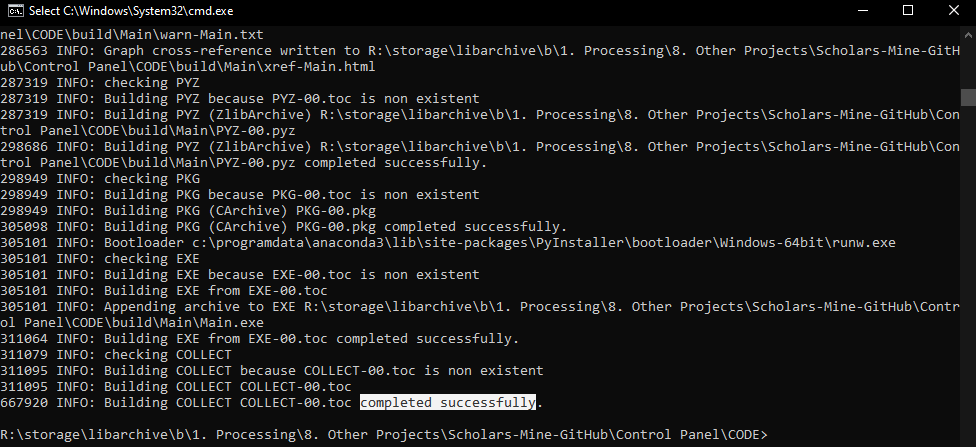 Select C:\Windows\System32\cmd.exe
nel\CODE\build\Main\warn-Main.txt
286563 INFO: Graph cross-reference written to R:\storage\libarchive\b\1. Processing\8. Other Projects\Scholars-Mine-GitH
ub\Control Panel\CODE\build\Main\xref-Main.html
287319 INFO: checking PYZ
287319 INFO: Building PYZ because PYZ-00.toc is non existent
287319 INFO: Building PYZ (ZlibArchive) R:\storage\libarchive\b\1. Processing\8. Other Projects\Scholars-Mine-GitHub\Con
trol Panel\CODE\build\Main\PYZ-00.pyz
298686 INFO: Building PYZ (ZlibArchive) R:\storage\libarchive\b\1. Processing\8. Other Projects\Scholars-Mine-GitHub\Con
trol Panel\CODE\build\Main\PYZ-00.pyz completed successfully.
298949 INFO: checking PKG
298949 INFO: Building PKG because PKG-00.toc is non existent
298949 INFO: Building PKG (CArchive) PKG-00.pkg
305098 INFO: Building PKG (CArchive) PKG-00.pkg completed successfully.
305101 INFO: Bootloader c:\programdata\anaconda3\lib\site-packages\PyInstaller\bootloader\Windows-64bit\runw.exe
305101 INFO: checking EXE
305101 INFO: Building EXE because EXE-00.toc is non existent
305101 INFO: Building EXE from EXE-00.toc
305101 INFO: Appending archive to EXE R:\storage\libarchive\b\1. Processing\8. Other Projects\Scholars-Mine-GitHub\Contr
ol Panel\CODE\build\Main\Main.exe
311064 INFO: Building EXE from EXE-00.toc completed successfully.
311079 INFO: checking COLLECT
311095 INFO: Building COLLECT because COLLECT-00.toc is non existent
311095 INFO: Building COLLECT COLLECT-00.toc
667920 INFO: Building COLLECT COLLECT-00.toc completed successfully.
R:\storage\libarchive\b\1. Processing\8. Other Projects\Scholars-Mine-GitHub\Control Panel\CODE>